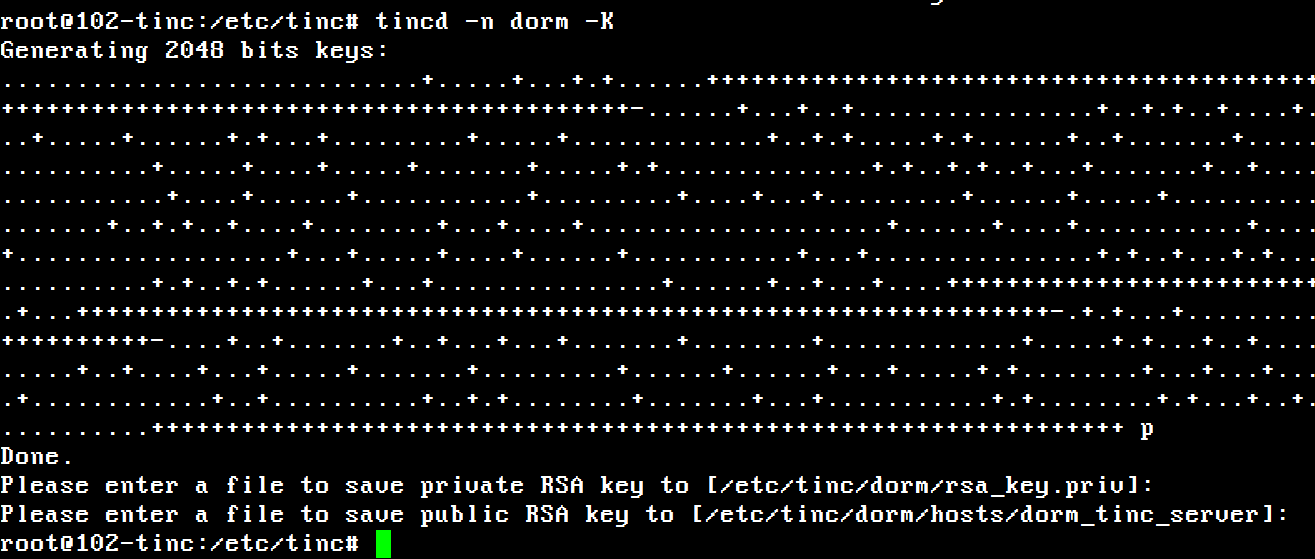 root@102-tinc:/etc/tinc# tincd -n dorm -K
Generating 2048 bits keys:
............................+.....+...+.+......+++++++++++++++++++++++++++++++++++++++++
++++++++++++++++++++++++++++++++++++++++++-......+...+..+................+..+.+..+....+.
..+.....+......+.+...+.........+.....+.............+..+.+.....+.+......+..+.......+.....
..........+.....+....+.....+.......+.....+.+..............+.+..+.+..+...+.......+..+....
...........+....+......+...........+.........+....+...+.........+......+.....+..........
.......+..+.+..+....+........+...+....+....................+......+....+...........+....
+..................+...+.....+....+......+...........+...+...............+.+..+...+.+...
..........+.+..+.+......+...+...............+......+..+...+....+++++++++++++++++++++++++
.+...+++++++++++++++++++++++++++++++++++++++++++++++++++++++++++++++++-.+.+...+.........
++++++++++-....+..+.......+..+...+...+.......+........+.............+.....+.+...+..+....
.....+..+....+...+.....+.......+.........+......+......+...+.....+.+........+...+...+...
.+............+..+..........+..+.+........+.......+...+...........+.+........+.+...+..+.
..........+++++++++++++++++++++++++++++++++++++++++++++++++++++++++++++++++ p
Done.
Please enter a file to save private RSA key to [/etc/tinc/dorm/rsa_key.priv]:
Please enter a file to save public RSA key to [/etc/tinc/dorm/hosts/dorm_tinc_server]:
root@102-tinc:/etc/tinc#